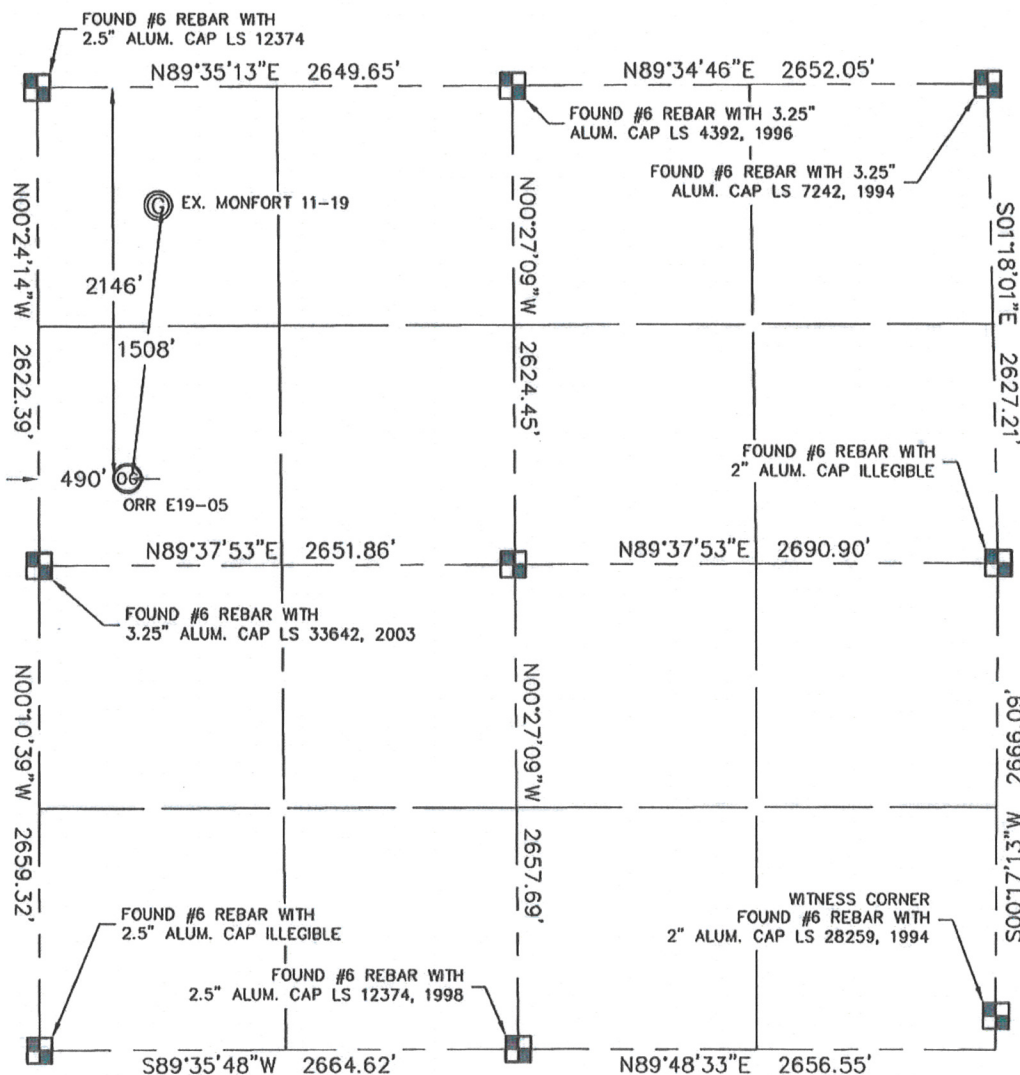 FOUND #6 REBAR WITH
2.5" ALUM. CAP LS 12374
N89°35'13"E 2649.65'
N89°34'46"E 2652.05'
FOUND #6 REBAR WITH 3.25"
ALUM. CAP LS 4392, 1996
FOUND #6 REBAR WITH 3.25"
ALUM. CAP LS 7242, 1994
G
EX. MONFORT 11-19
2146'
1508'
N00°24'14"W 2622.39'
N00°27'09"W 2624.45'
S01°18'01"E 2627.21'
490'
OG
ORR E19-05
FOUND #6 REBAR WITH
2" ALUM. CAP ILLEGIBLE
N89°37'53"E 2651.86'
N89°37'53"E 2690.90'
FOUND #6 REBAR WITH
3.25" ALUM. CAP LS 33642, 2003
N00°10'39"W 2659.32'
N00°27'09"W 2657.69'
S00°17'13"W 2666.09'
FOUND #6 REBAR WITH
2.5" ALUM. CAP ILLEGIBLE
FOUND #6 REBAR WITH
2.5" ALUM. CAP LS 12374, 1998
WITNESS CORNER
FOUND #6 REBAR WITH
2" ALUM. CAP LS 28259, 1994
S89°35'48"W 2664.62'
N89°48'33"E 2656.55'